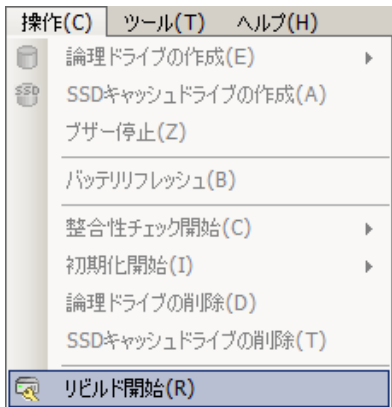 操作(C) ツール(T) ヘルプ(H)
論理ドライブの作成(E)
SSD SSDキャッシュドライブの作成(A)
ブザー停止(Z)
バッテリリフレッシュ(B)
整合性チェック開始(C)
初期化開始(I)
論理ドライブの削除(D)
SSDキャッシュドライブの削除(T)
リビルド開始(R)